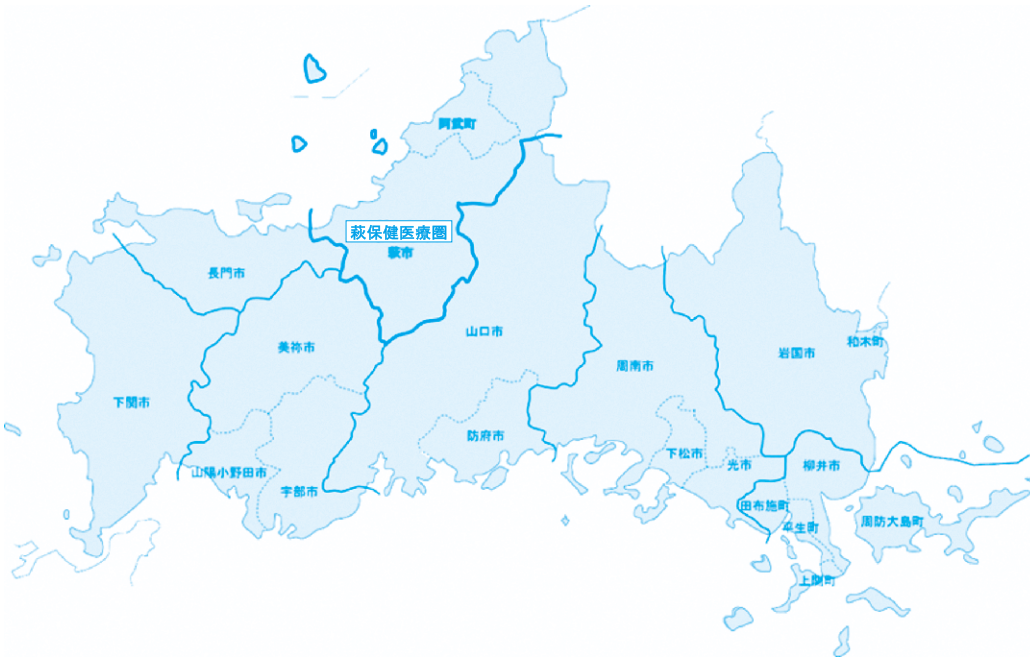 阿武町
萩保健医療圏
萩市
長門市
山口市
美祢市
周南市
岩国市
和木町
下関市
防府市
下松市
光市
柳井市
山陽小野田市
宇部市
田布施町
平生町
周防大島町
上関町